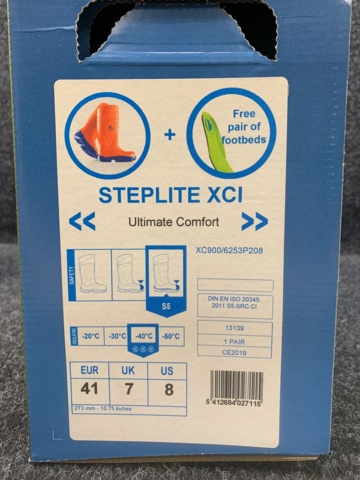 Free
pair of
footbeds
+
STEPLITE XCI
<< Ultimate Comfort >>
XC900/6253P208
SAFETY
S5
DIN EN ISO 20345:
2011 S5.SRC.CI
-20°C -30°C -40°C -50°C
13139
1 PAIR
CE2019
EUR UK US
41 7 8
273 mm - 10.75 inches
5 412664 027115